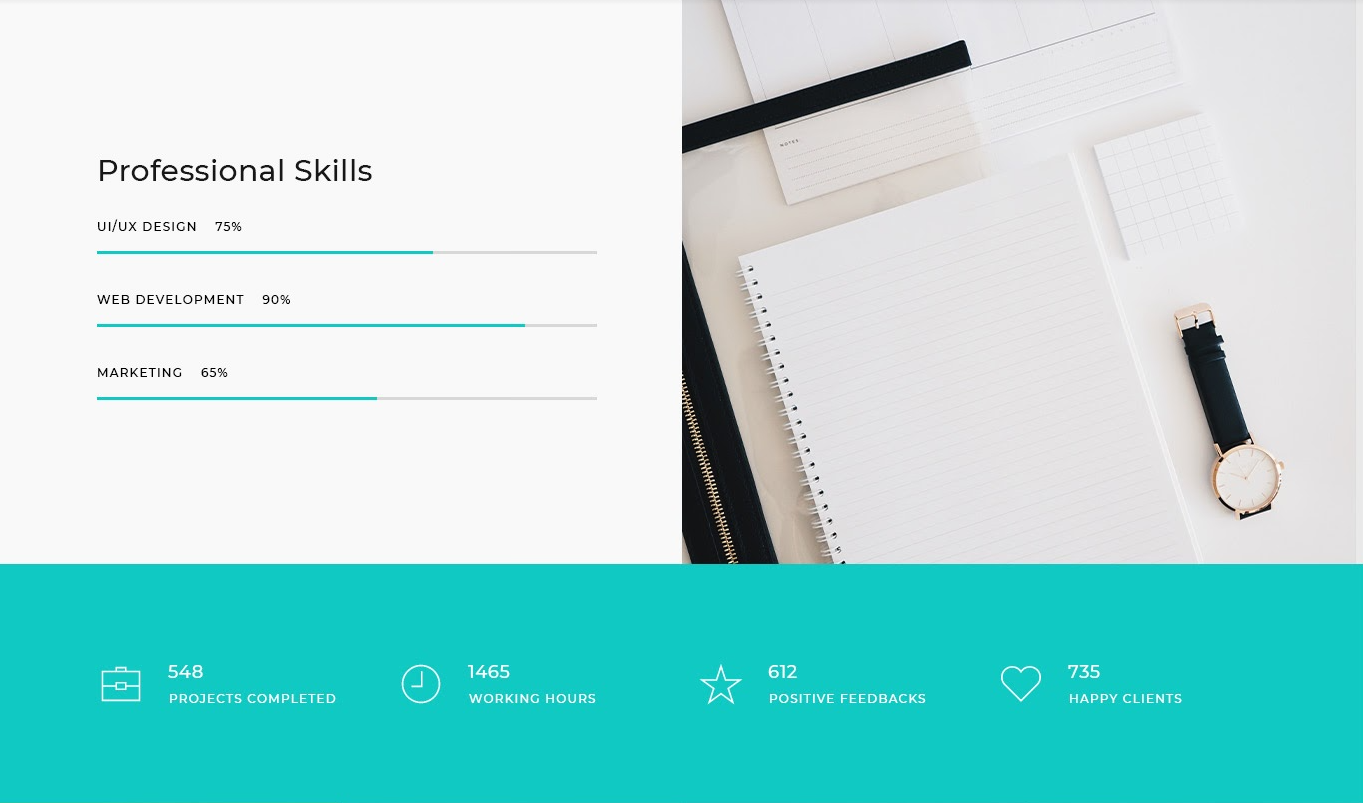 Professional Skills
UI/UX DESIGN 75%
WEB DEVELOPMENT 90%
MARKETING 65%
NOTES
548
PROJECTS COMPLETED
1465
WORKING HOURS
612
POSITIVE FEEDBACKS
735
HAPPY CLIENTS